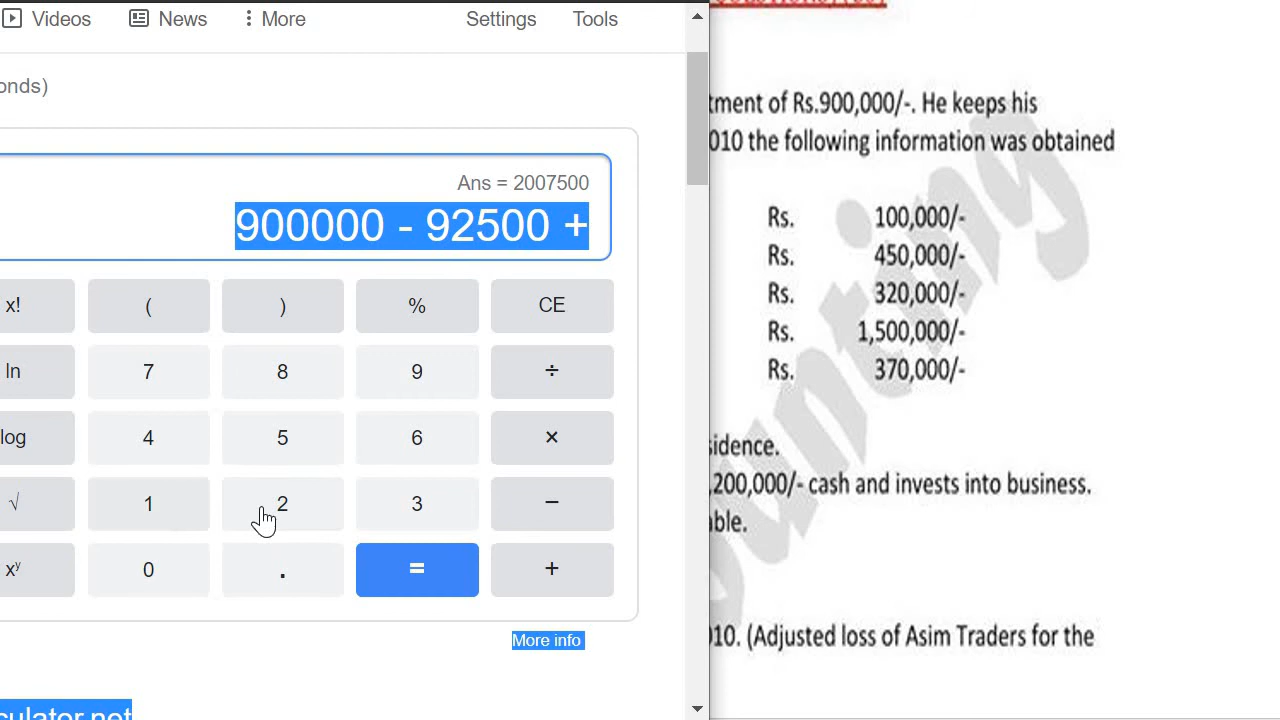 Videos News More Settings Tools
onds)
Ans = 2007500
900000 - 92500 +
x! ( ) % CE
ln 7 8 9 ÷
log 4 5 6 ×
√ 1 2 3 −
xʸ 0 . = +
More info
culator.net
tment of Rs.900,000/-. He keeps his
010 the following information was obtained
Rs. 100,000/-
Rs. 450,000/-
Rs. 320,000/-
Rs. 1,500,000/-
Rs. 370,000/-
sidence.
,200,000/- cash and invests into business.
able.
010. (Adjusted loss of Asim Traders for the